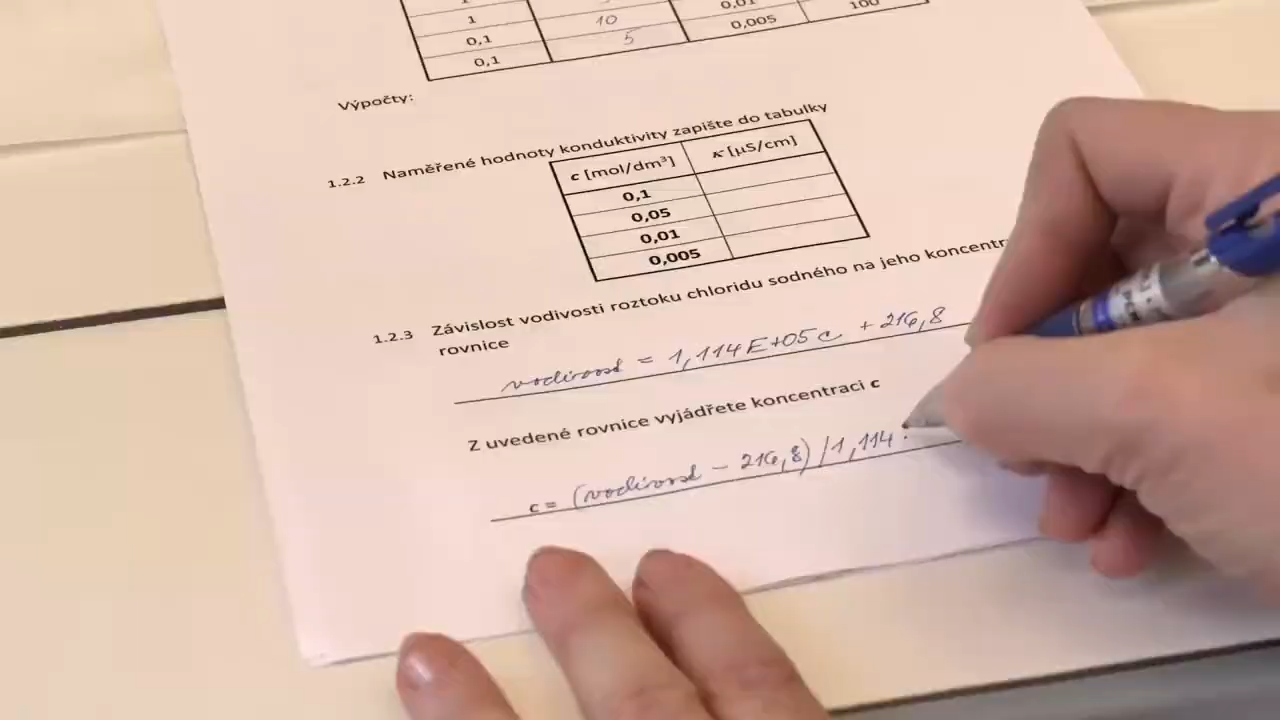 1 10 0,01 100
0,1 5 0,005
0,1
Výpočty:
1.2.2 Naměřené hodnoty konduktivity zapište do tabulky
c [mol/dm³] κ [μS/cm]
0,1
0,05
0,01
0,005
1.2.3 Závislost vodivosti roztoku chloridu sodného na jeho koncentr
rovnice
vodivost = 1,114E+05 c + 216,8
Z uvedené rovnice vyjádřete koncentraci c
c = (vodivost - 216,8) / 1,114 .